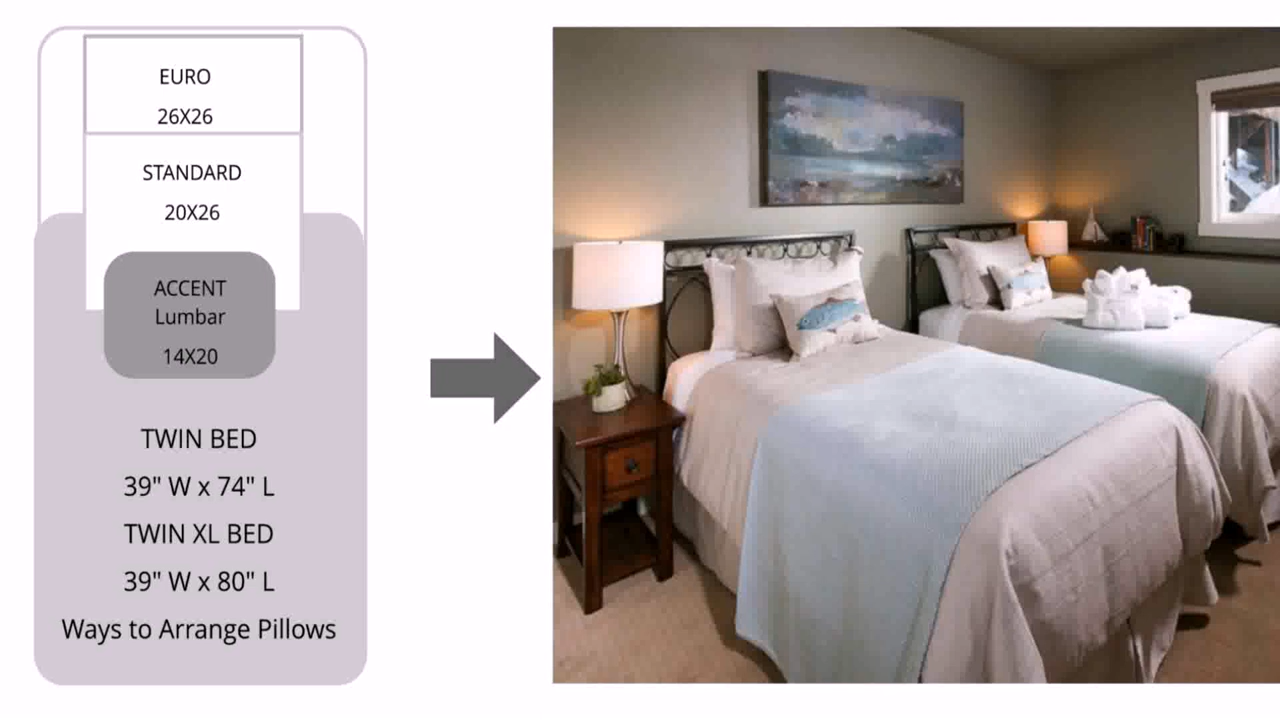 EURO
26X26
STANDARD
20X26
ACCENT
Lumbar
14X20
TWIN BED
39" W x 74" L
TWIN XL BED
39" W x 80" L
Ways to Arrange Pillows